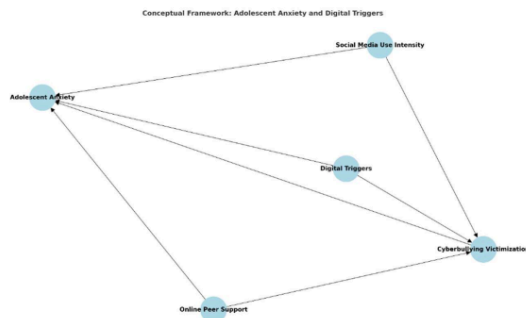 Conceptual Framework: Adolescent Anxiety and Digital Triggers
Social Media Use Intensity
Adolescent Anxiety
Digital Triggers
Cyberbullying Victimization
Online Peer Support